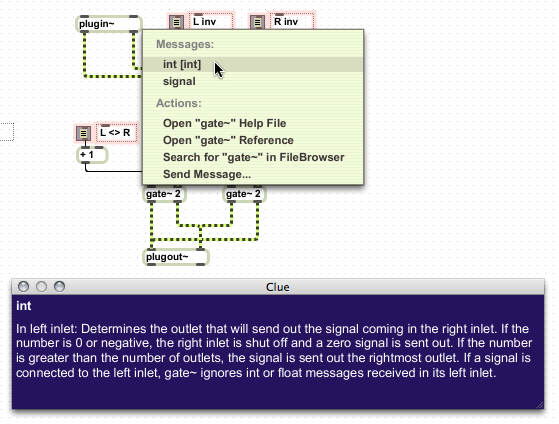 plugin~
L inv
R inv
Messages:
int [int]
signal
Actions:
Open "gate~" Help File
Open "gate~" Reference
Search for "gate~" in FileBrowser
Send Message...
L <> R
+ 1
gate~ 2
gate~ 2
plugout~
Clue
int
In left inlet: Determines the outlet that will send out the signal coming in the right inlet. If the
number is 0 or negative, the right inlet is shut off and a zero signal is sent out. If the number
is greater than the number of outlets, the signal is sent out the rightmost outlet. If a signal is
connected to the left inlet, gate~ ignores int or float messages received in its left inlet.